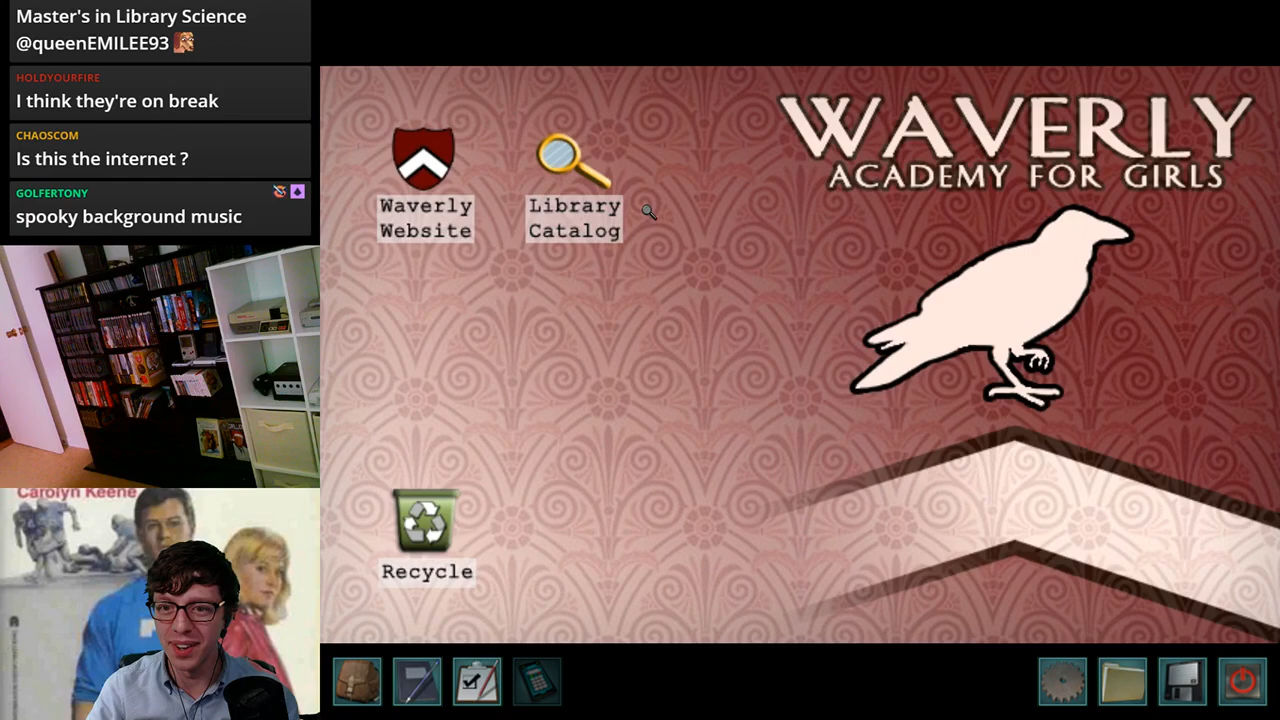 Master's in Library Science
@queenEMILEE93
HOLDYOURFIRE
I think they're on break
CHAOSCOM
Is this the internet ?
GOLFERTONY
spooky background music
Carolyn Keene
WAVERLY
ACADEMY FOR GIRLS
Waverly
Website
Library
Catalog
Recycle